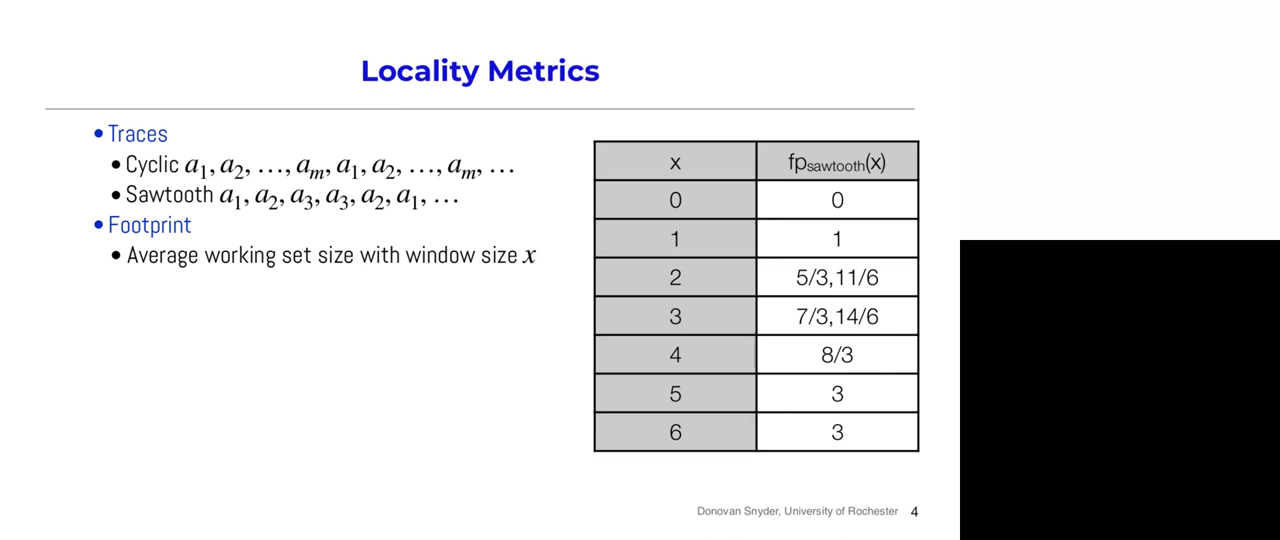 Locality Metrics
• Traces
• Cyclic a₁, a₂, …, aₘ, a₁, a₂, …, aₘ, …
• Sawtooth a₁, a₂, a₃, a₃, a₂, a₁, …
• Footprint
• Average working set size with window size x
x fpsawtooth(x)
0 0
1 1
2 5/3,11/6
3 7/3,14/6
4 8/3
5 3
6 3
Donovan Snyder, University of Rochester 4